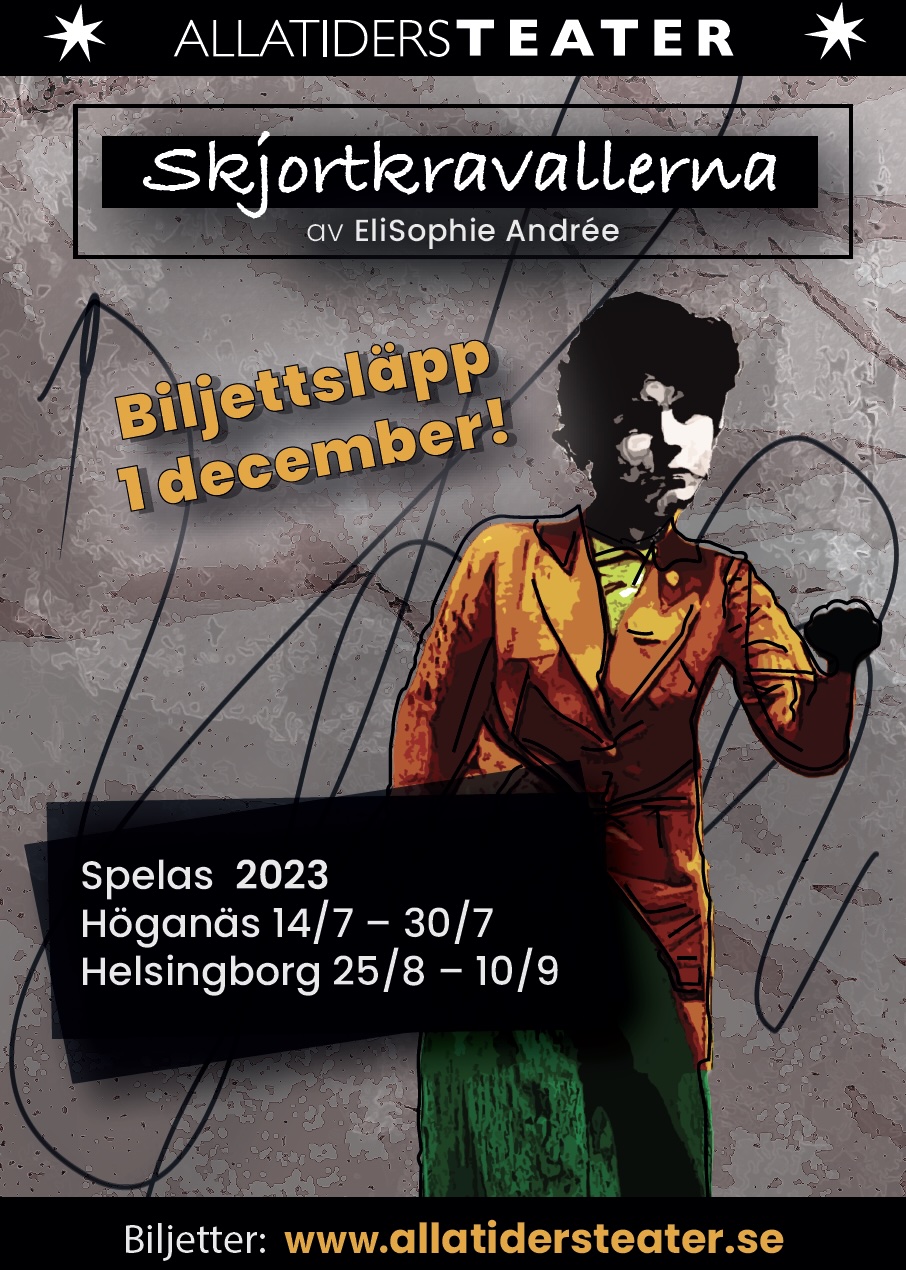 ALLATIDERSTEATER
Skjortkravallerna
av EliSophie Andrée
Biljettsläpp
1 december!
Spelas 2023
Höganäs 14/7 – 30/7
Helsingborg 25/8 – 10/9
Biljetter: www.allatidersteater.se